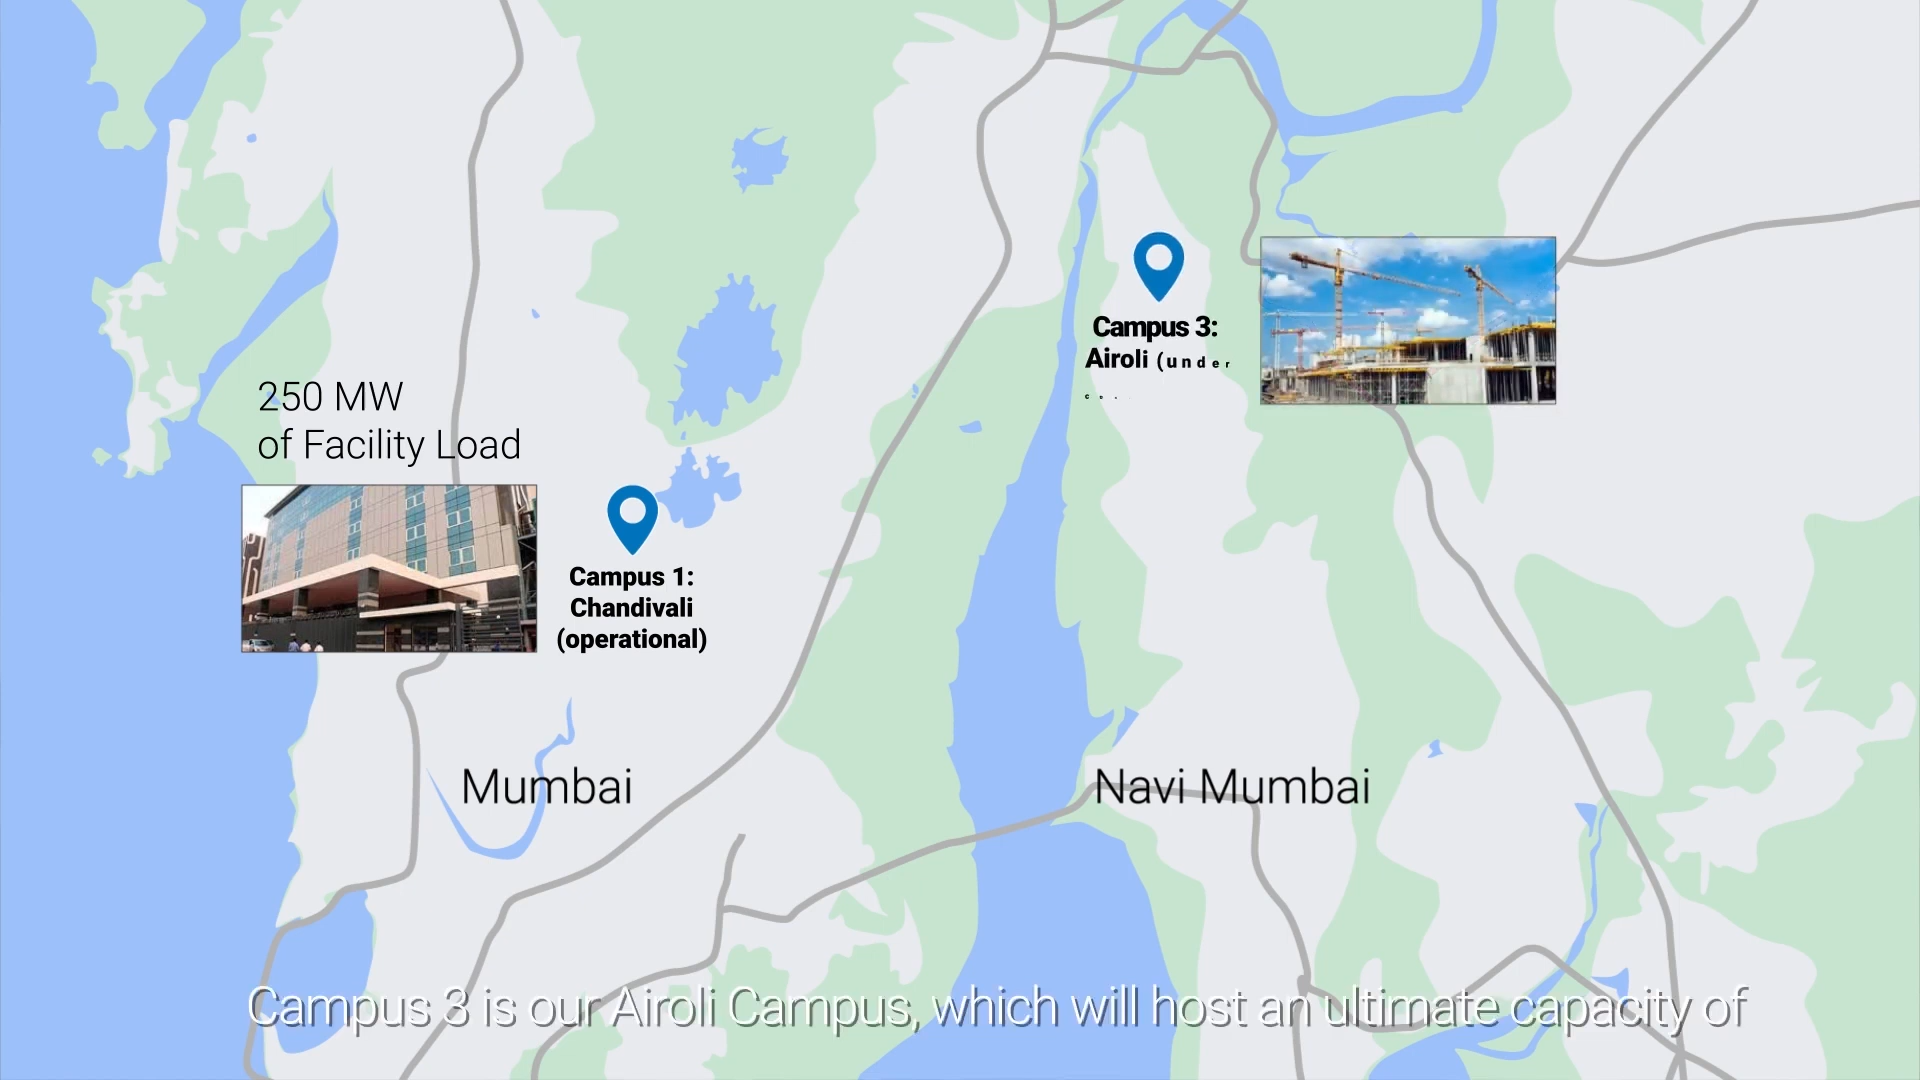 250 MW
of Facility Load
Campus 1:
Chandivali
(operational)
Campus 3:
Airoli (under
Mumbai
Navi Mumbai
Campus 3 is our Airoli Campus, which will host an ultimate capacity of